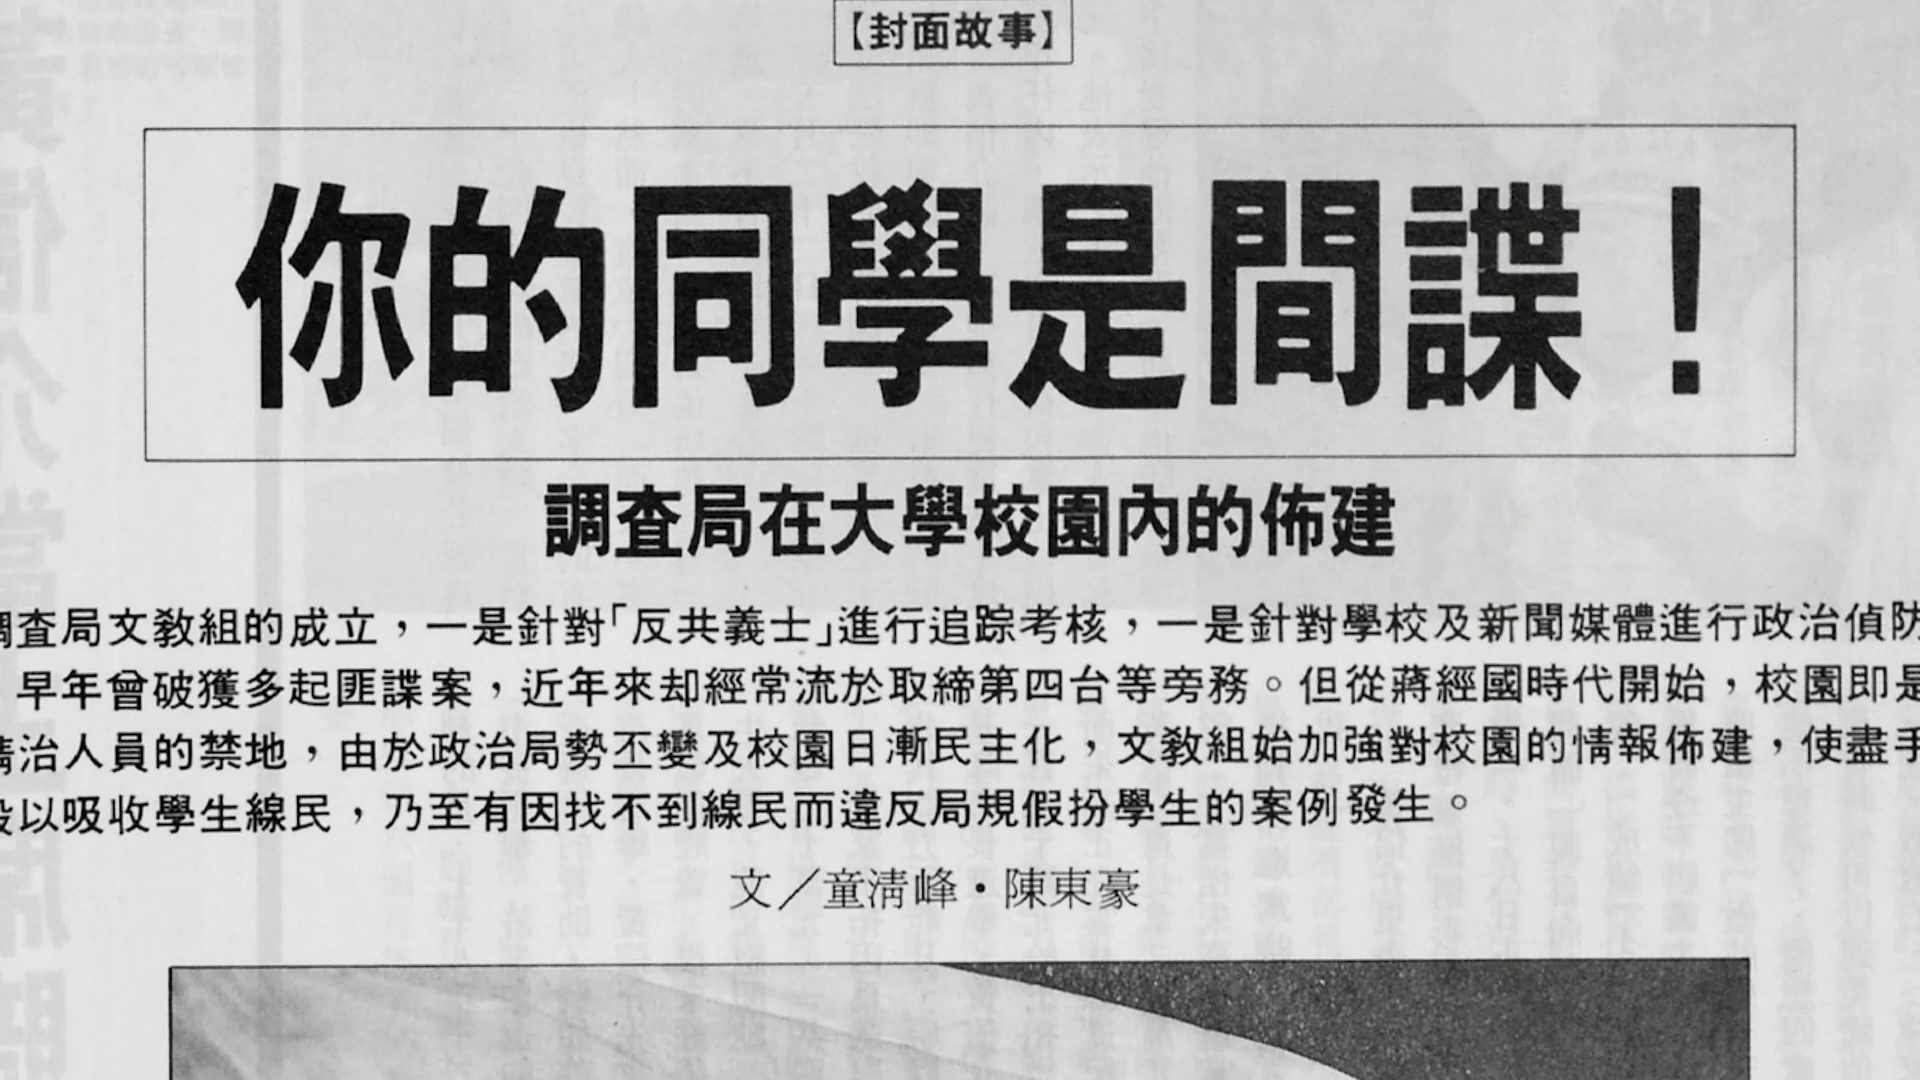 【封面故事】
你的同學是間諜！
調查局在大學校園內的佈建
調查局文教組的成立，一是針對「反共義士」進行追踪考核，一是針對學校及新聞媒體進行政治偵防
早年曾破獲多起匪諜案，近年來却經常流於取締第四台等旁務。但從蔣經國時代開始，校園即是
治人員的禁地，由於政治局勢丕變及校園日漸民主化，文教組始加強對校園的情報佈建，使盡手
段以吸收學生線民，乃至有因找不到線民而違反局規假扮學生的案例發生。
文／童清峰・陳東豪